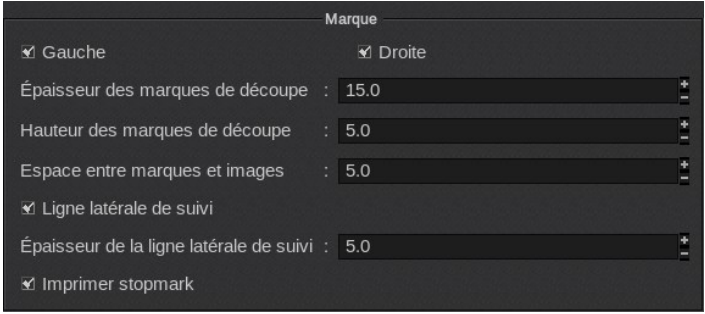 Marque
Gauche Droite
Épaisseur des marques de découpe : 15.0
Hauteur des marques de découpe : 5.0
Espace entre marques et images : 5.0
Ligne latérale de suivi
Épaisseur de la ligne latérale de suivi : 5.0
Imprimer stopmark